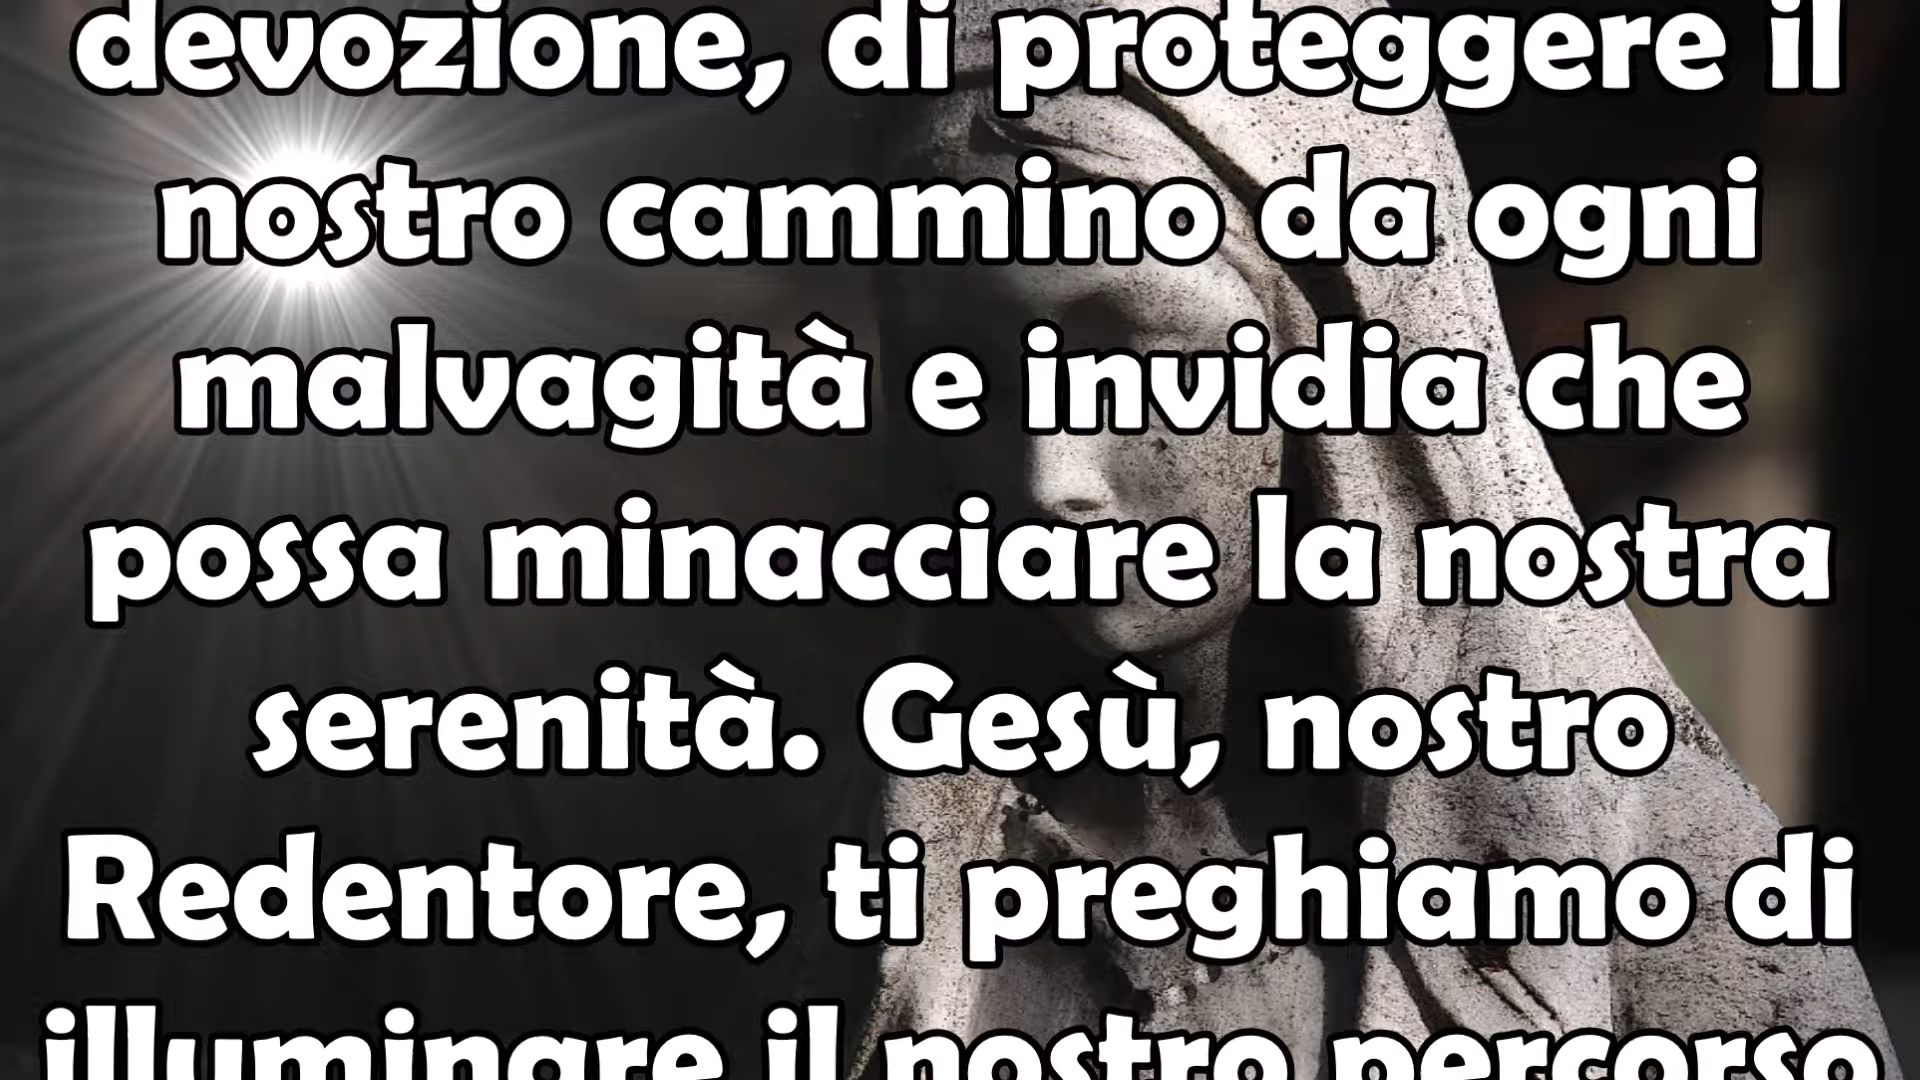 devozione, di proteggere il
nostro cammino da ogni
malvagità e invidia che
possa minacciare la nostra
serenità. Gesù, nostro
Redentore, ti preghiamo di
illuminare il nostro percorso